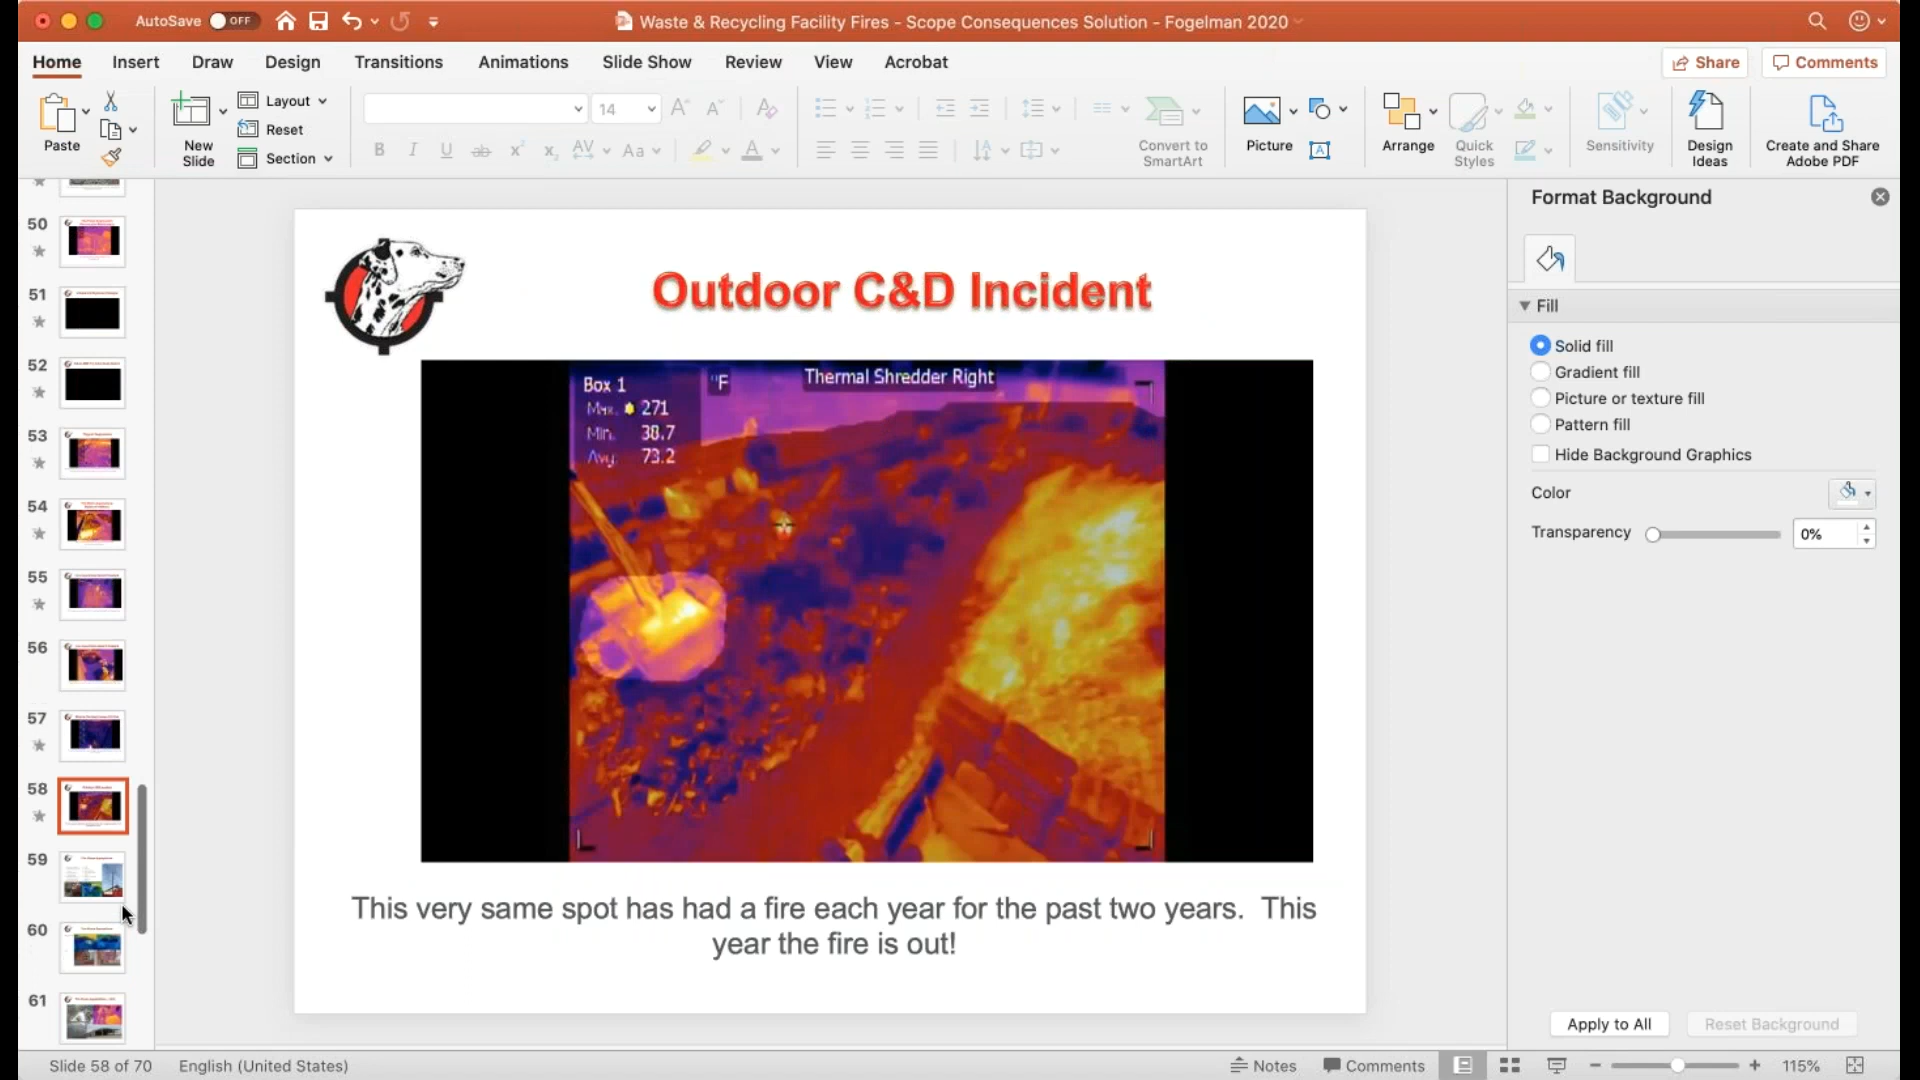 AutoSave OFF
Waste & Recycling Facility Fires - Scope Consequences Solution - Fogelman 2020
Home Insert Draw Design Transitions Animations Slide Show Review View Acrobat
Share Comments
Paste
New Slide
Layout
Reset
Section
14
B I U ab X² X₂ AV Aa A
Convert to SmartArt
Picture
Arrange
Quick Styles
Sensitivity
Design Ideas
Create and Share Adobe PDF
50
51
52
53
54
55
56
57
58
59
60
61
Outdoor C&D Incident
Box 1 °F Thermal Shredder Right
Max. 271
Min. 38.7
Avg. 73.2
This very same spot has had a fire each year for the past two years. This
year the fire is out!
Format Background
Fill
Solid fill
Gradient fill
Picture or texture fill
Pattern fill
Hide Background Graphics
Color
Transparency 0%
Apply to All Reset Background
Slide 58 of 70 English (United States) Notes Comments 115%